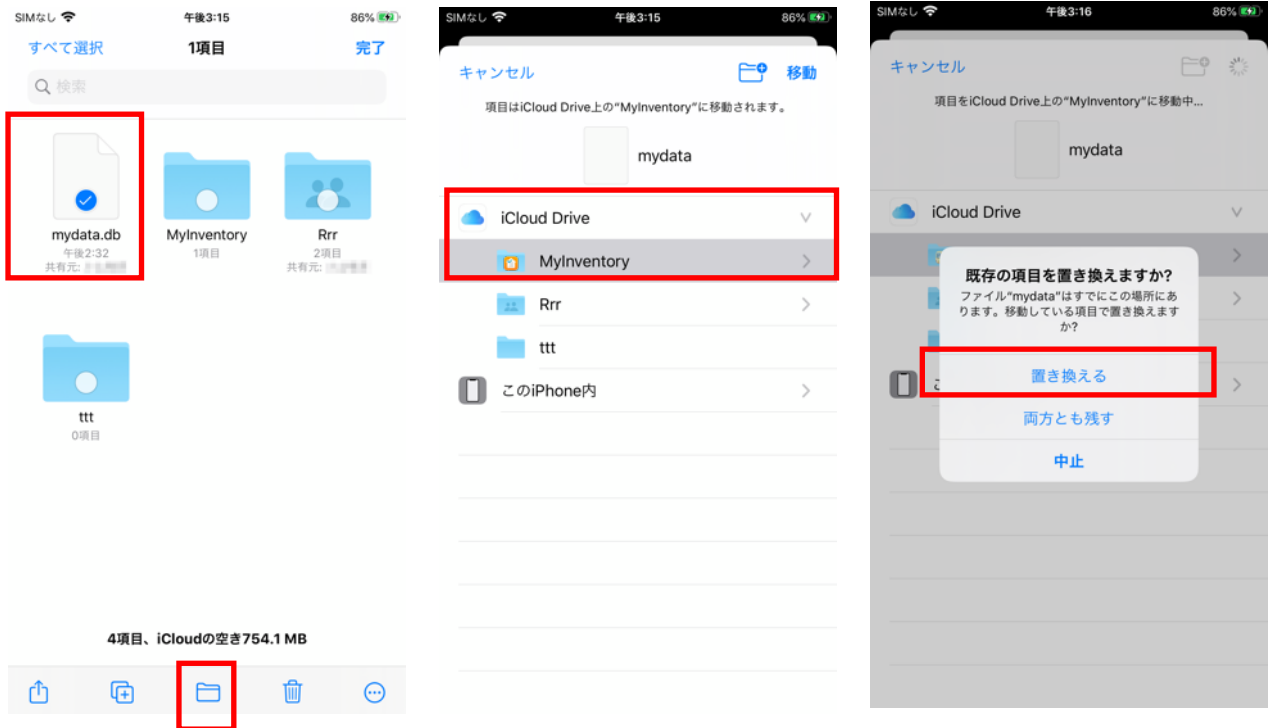 SIMなし 午後3:15 86%
すべて選択 1項目 完了
検索
mydata.db
午後2:32
共有元:
MyInventory
1項目
Rrr
2項目
共有元:
ttt
0項目
4項目、iCloudの空き754.1 MB
SIMなし 午後3:15 86%
キャンセル 移動
項目はiCloud Drive上の“MyInventory”に移動されます。
mydata
iCloud Drive
MyInventory
Rrr
ttt
このiPhone内
SIMなし 午後3:16 86%
キャンセル
項目をiCloud Drive上の“MyInventory”に移動中...
mydata
iCloud Drive
既存の項目を置き換えますか?
ファイル“mydata”はすでにこの場所にあ
ります。移動している項目で置き換えます
か?
置き換える
両方とも残す
中止